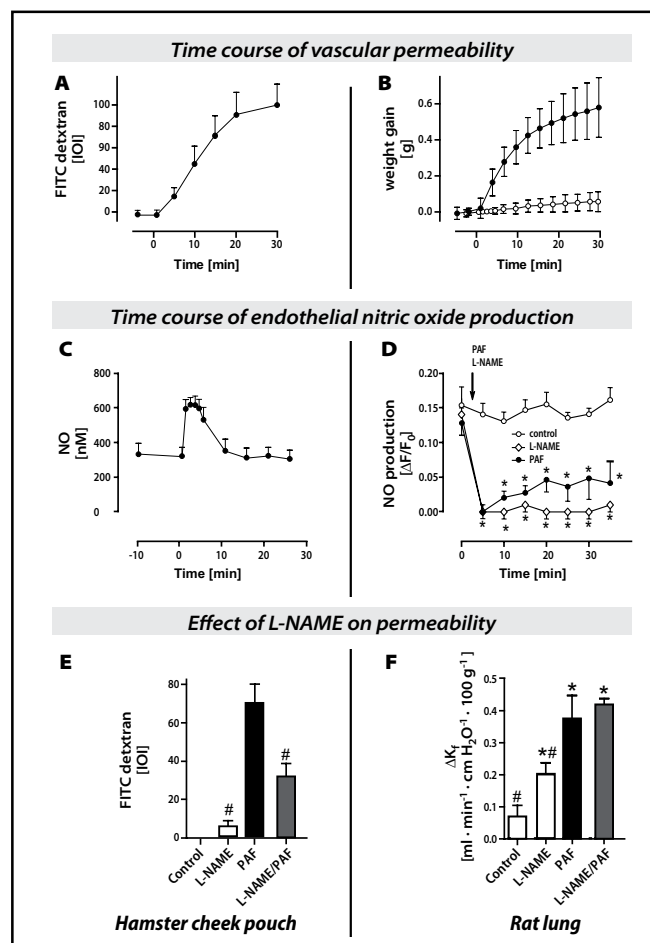 Time course of vascular permeability
A
FITC detxtran
[IOI]
100
80
60
40
20
0
0
10
20
30
Time [min]
B
weight gain
[g]
0.6
0.4
0.2
0.0
0
10
20
30
Time [min]
Time course of endothelial nitric oxide production
C
NO
[nM]
800
600
400
200
0
-10
0
10
20
30
Time [min]
D
PAF
L-NAME
NO production
[ΔF/F0]
0.20
0.15
0.10
0.05
0.00
control
L-NAME
PAF
* * * * * * *
* * * * * * *
0
10
20
30
Time [min]
Effect of L-NAME on permeability
E
FITC detxtran
[IOI]
80
60
40
20
0
#
#
Control
L-NAME
PAF
L-NAME/PAF
Hamster cheek pouch
F
ΔKf
[ml · min-1 · cm H2O-1 · 100 g-1 ]
0.5
0.4
0.3
0.2
0.1
0.0
#
*#
*
*
Control
L-NAME
PAF
L-NAME/PAF
Rat lung